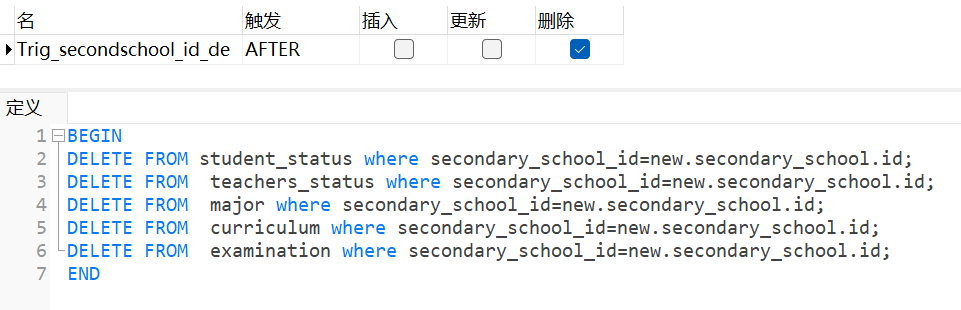 名 触发 插入 更新 删除
Trig_secondschool_id_de AFTER
定义
1 BEGIN
2 DELETE FROM student_status where secondary_school_id=new.secondary_school.id;
3 DELETE FROM  teachers_status where secondary_school_id=new.secondary_school.id;
4 DELETE FROM  major where secondary_school_id=new.secondary_school.id;
5 DELETE FROM  curriculum where secondary_school_id=new.secondary_school.id;
6 DELETE FROM  examination where secondary_school_id=new.secondary_school.id;
7 END